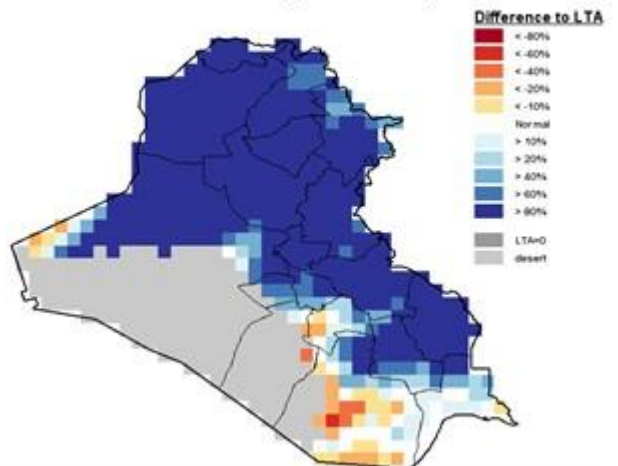 Difference to LTA
< -80%
< -60%
< -40%
< -20%
< -10%
Normal
> 10%
> 20%
> 40%
> 60%
> 80%
LTA=0
desert